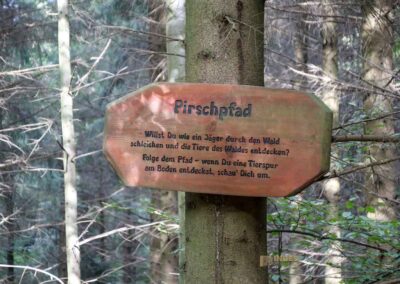 Pirschpfad
Willst Du wie ein Jäger durch den Wald
schleichen und die Tiere des Waldes entdecken?
Folge dem Pfad - wenn Du eine Tierspur
am Boden entdeckst, schau' Dich um.